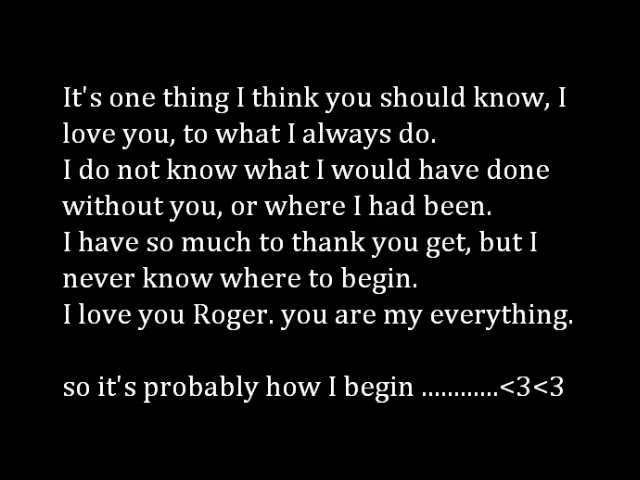 It's one thing I think you should know, I
love you, to what I always do.
I do not know what I would have done
without you, or where I had been.
I have so much to thank you get, but I
never know where to begin.
I love you Roger. you are my everything.
so it's probably how I begin ............<3<3